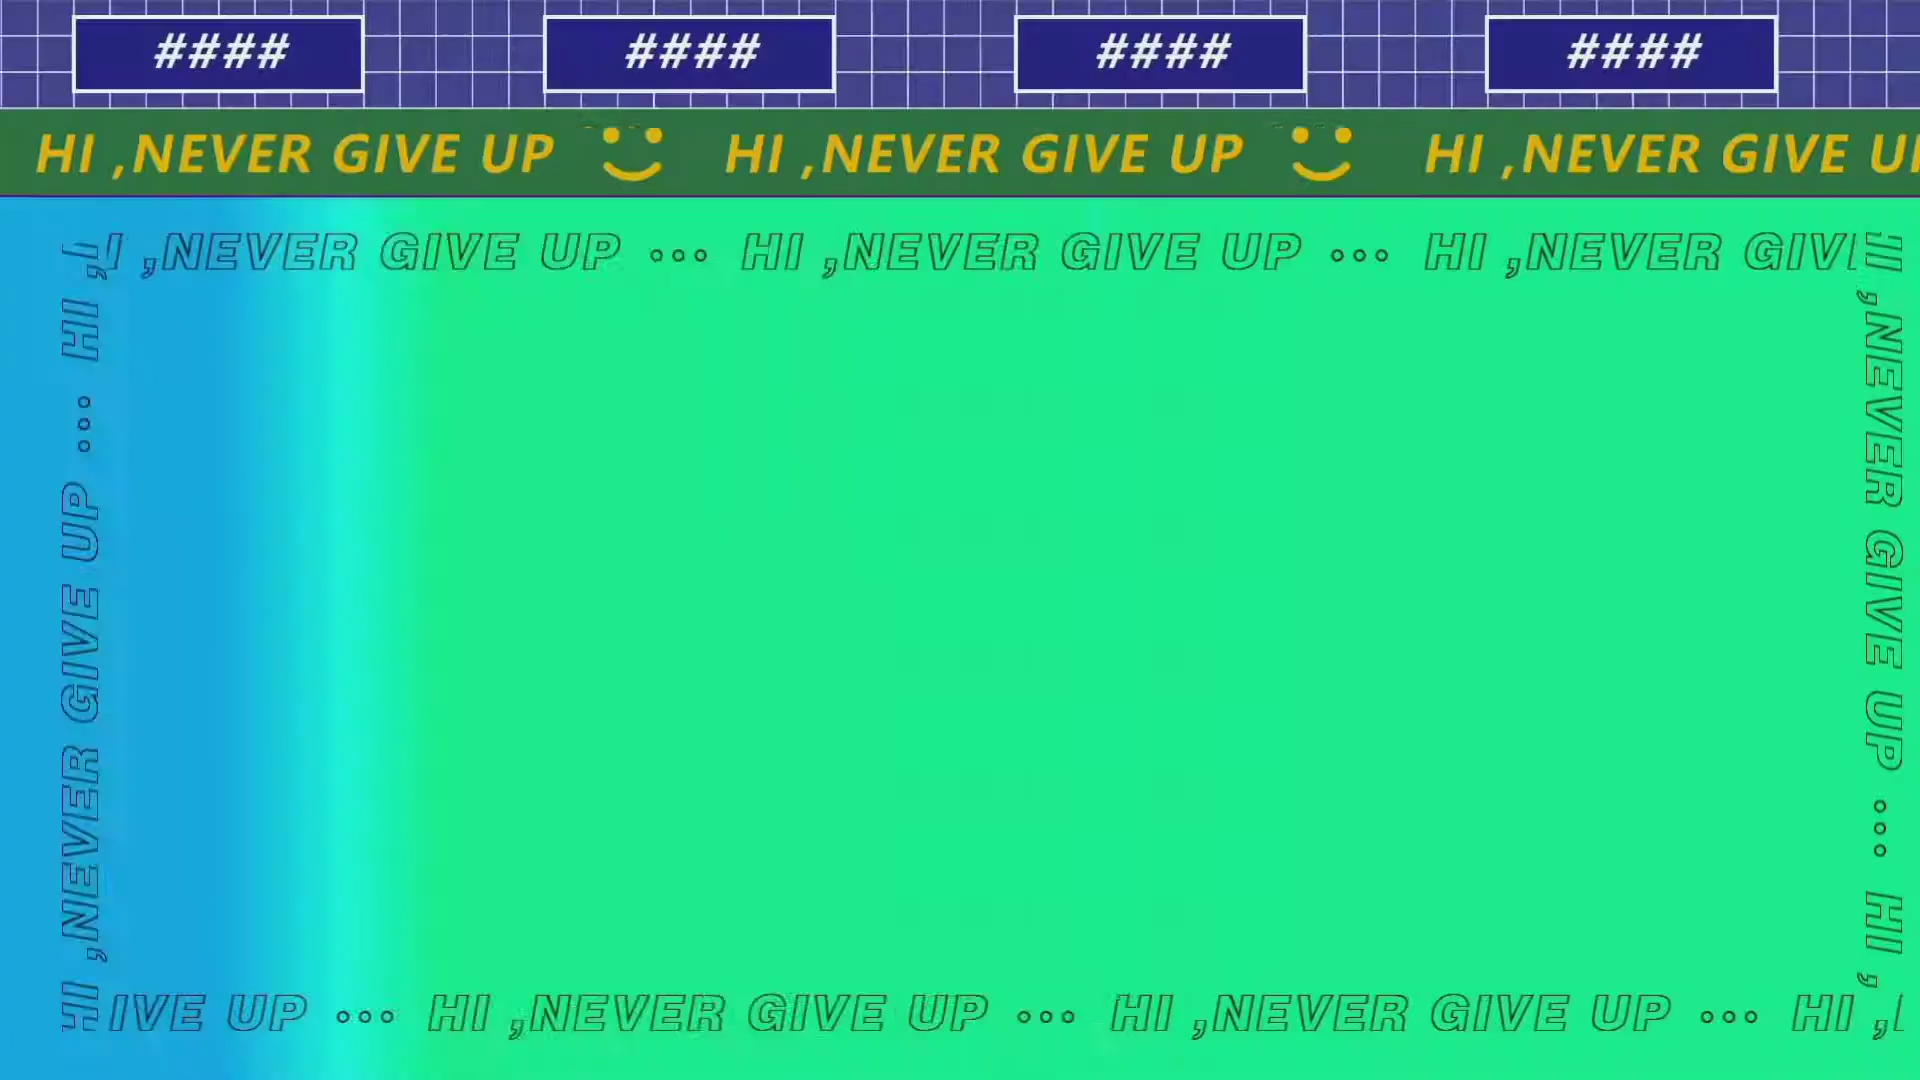 #### #### #### ####
HI ,NEVER GIVE UP HI ,NEVER GIVE UP HI ,NEVER GIVE UP
I ,NEVER GIVE UP ... HI ,NEVER GIVE UP ... HI ,NEVER GIVE
HI ,NEVER GIVE UP ... HI ,
HI ,NEVER GIVE UP ... HI ,
IVE UP ... HI ,NEVER GIVE UP ... HI ,NEVER GIVE UP ... HI ,